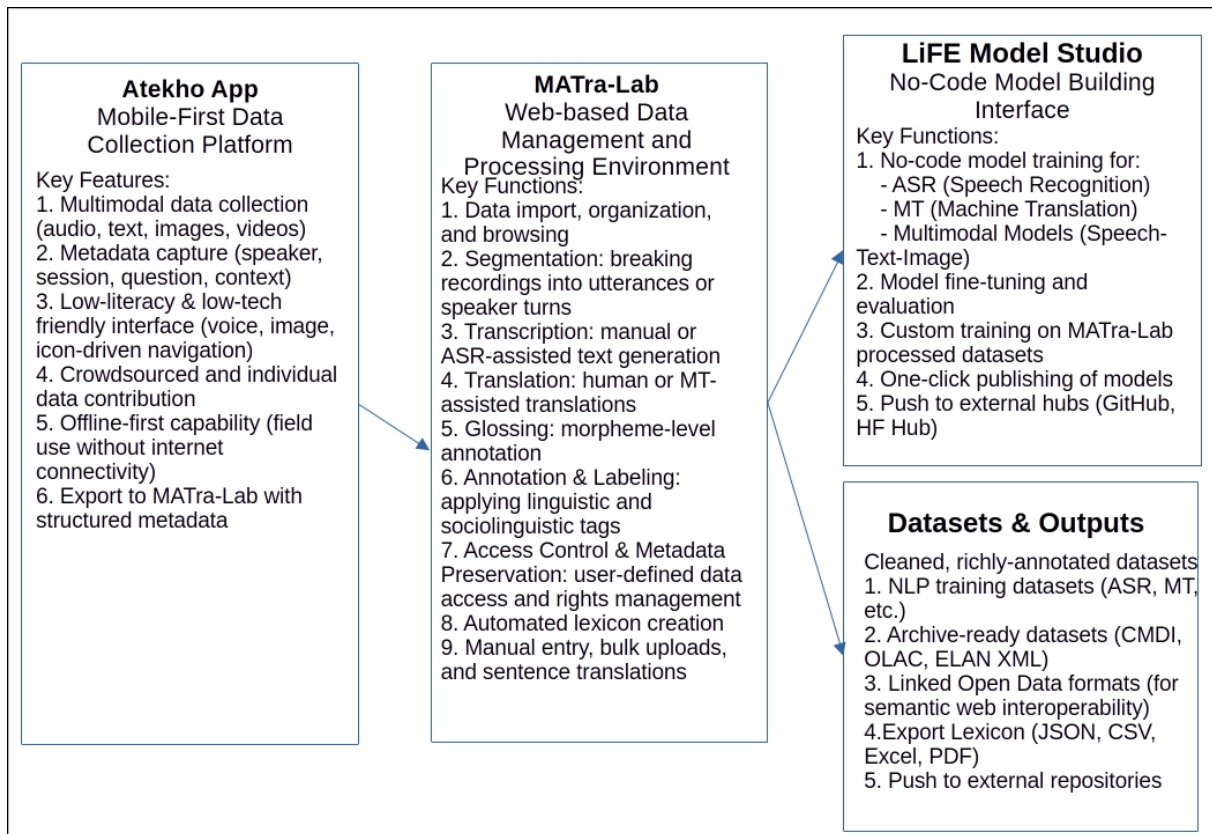 Atekho App
Mobile-First Data
Collection Platform
Key Features:
1. Multimodal data collection
(audio, text, images, videos)
2. Metadata capture (speaker,
session, question, context)
3. Low-literacy & low-tech
friendly interface (voice, image,
icon-driven navigation)
4. Crowdsourced and individual
data contribution
5. Offline-first capability (field
use without internet
connectivity)
6. Export to MATra-Lab with
structured metadata
MATra-Lab
Web-based Data
Management and
Processing Environment
Key Functions:
1. Data import, organization,
and browsing
2. Segmentation: breaking
recordings into utterances or
speaker turns
3. Transcription: manual or
ASR-assisted text generation
4. Translation: human or MT-
assisted translations
5. Glossing: morpheme-level
annotation
6. Annotation & Labeling:
applying linguistic and
sociolinguistic tags
7. Access Control & Metadata
Preservation: user-defined data
access and rights management
8. Automated lexicon creation
9. Manual entry, bulk uploads,
and sentence translations
LiFE Model Studio
No-Code Model Building
Interface
Key Functions:
1. No-code model training for:
- ASR (Speech Recognition)
- MT (Machine Translation)
- Multimodal Models (Speech-
Text-Image)
2. Model fine-tuning and
evaluation
3. Custom training on MATra-Lab
processed datasets
4. One-click publishing of models
5. Push to external hubs (GitHub,
HF Hub)
Datasets & Outputs
Cleaned, richly-annotated datasets
1. NLP training datasets (ASR, MT,
etc.)
2. Archive-ready datasets (CMDI,
OLAC, ELAN XML)
3. Linked Open Data formats (for
semantic web interoperability)
4.Export Lexicon (JSON, CSV,
Excel, PDF)
5. Push to external repositories